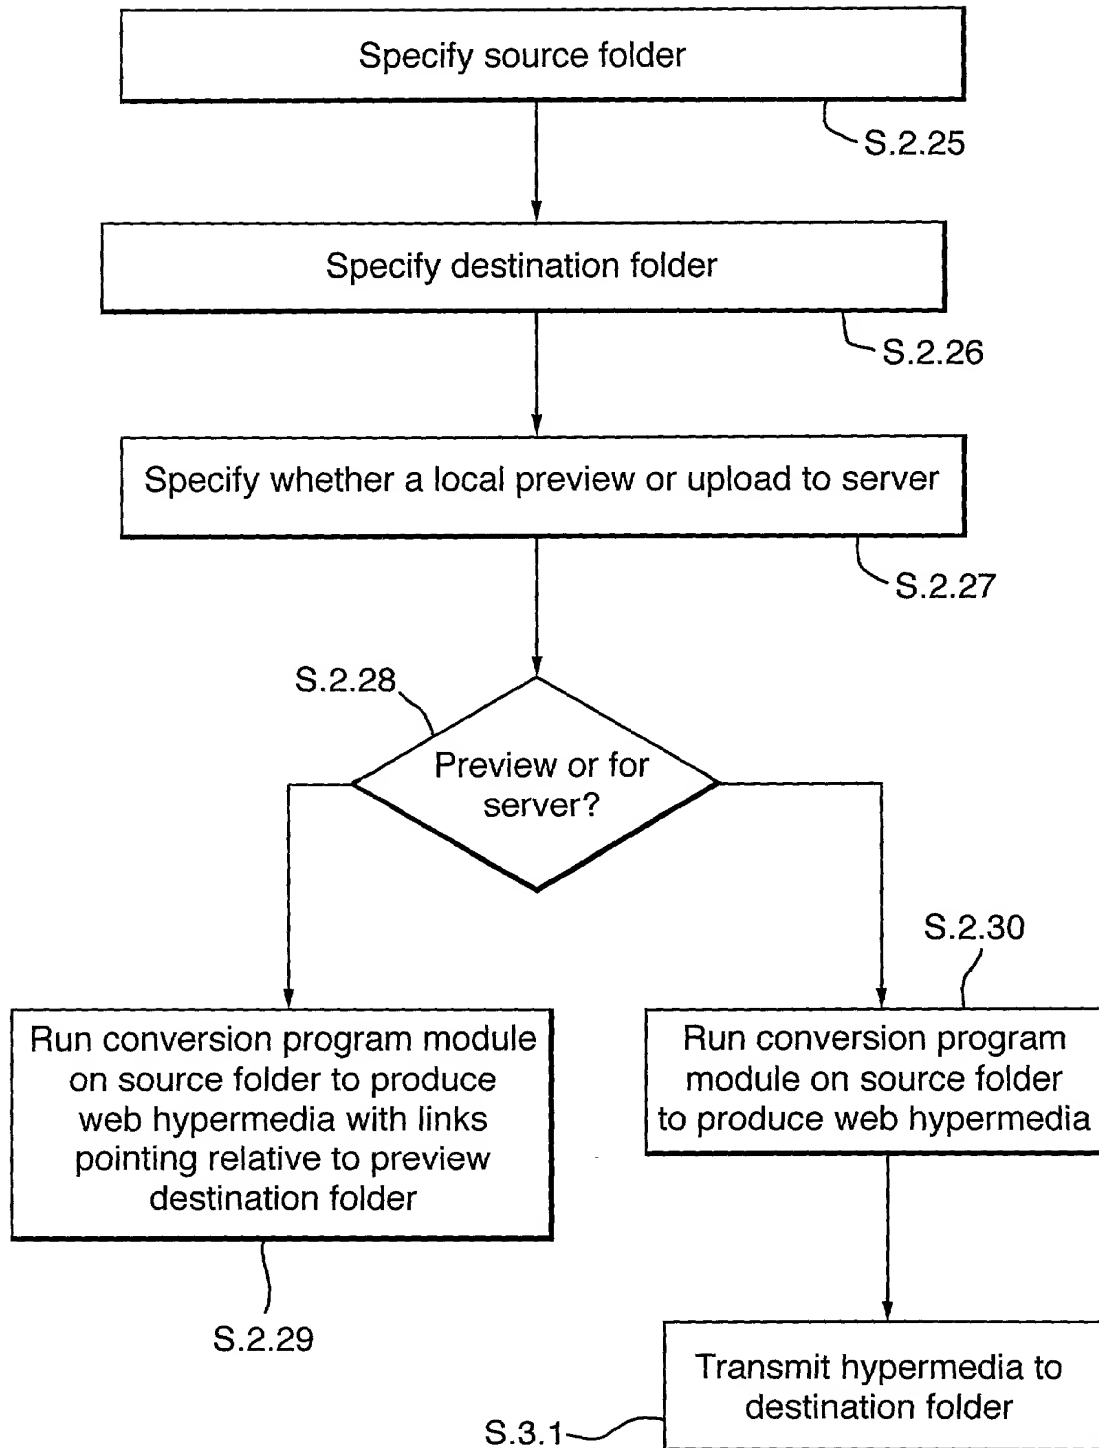 Specify source folder
S.2.25
Specify destination folder
S.2.26
Specify whether a local preview or upload to server
S.2.27
S.2.28
Preview or for
server?
S.2.30
Run conversion program module
on source folder to produce
web hypermedia with links
pointing relative to preview
destination folder
Run conversion program
module on source folder
to produce web hypermedia
S.2.29
Transmit hypermedia to
destination folder
S.3.1